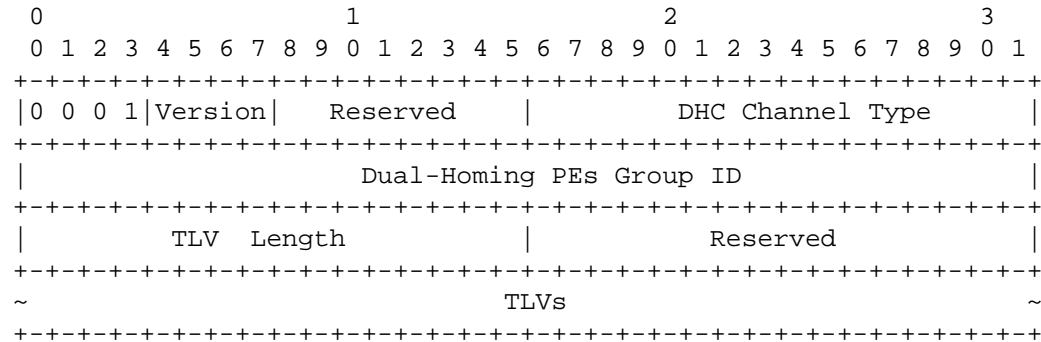 0                   1                   2                   3
 0 1 2 3 4 5 6 7 8 9 0 1 2 3 4 5 6 7 8 9 0 1 2 3 4 5 6 7 8 9 0 1
+-+-+-+-+-+-+-+-+-+-+-+-+-+-+-+-+-+-+-+-+-+-+-+-+-+-+-+-+-+-+-+-+
|0 0 0 1|Version|   Reserved    |         DHC Channel Type      |
+-+-+-+-+-+-+-+-+-+-+-+-+-+-+-+-+-+-+-+-+-+-+-+-+-+-+-+-+-+-+-+-+
|                     Dual-Homing PEs Group ID                  |
+-+-+-+-+-+-+-+-+-+-+-+-+-+-+-+-+-+-+-+-+-+-+-+-+-+-+-+-+-+-+-+-+
|         TLV  Length           |           Reserved            |
+-+-+-+-+-+-+-+-+-+-+-+-+-+-+-+-+-+-+-+-+-+-+-+-+-+-+-+-+-+-+-+-+
~                              TLVs                             ~
+-+-+-+-+-+-+-+-+-+-+-+-+-+-+-+-+-+-+-+-+-+-+-+-+-+-+-+-+-+-+-+-+